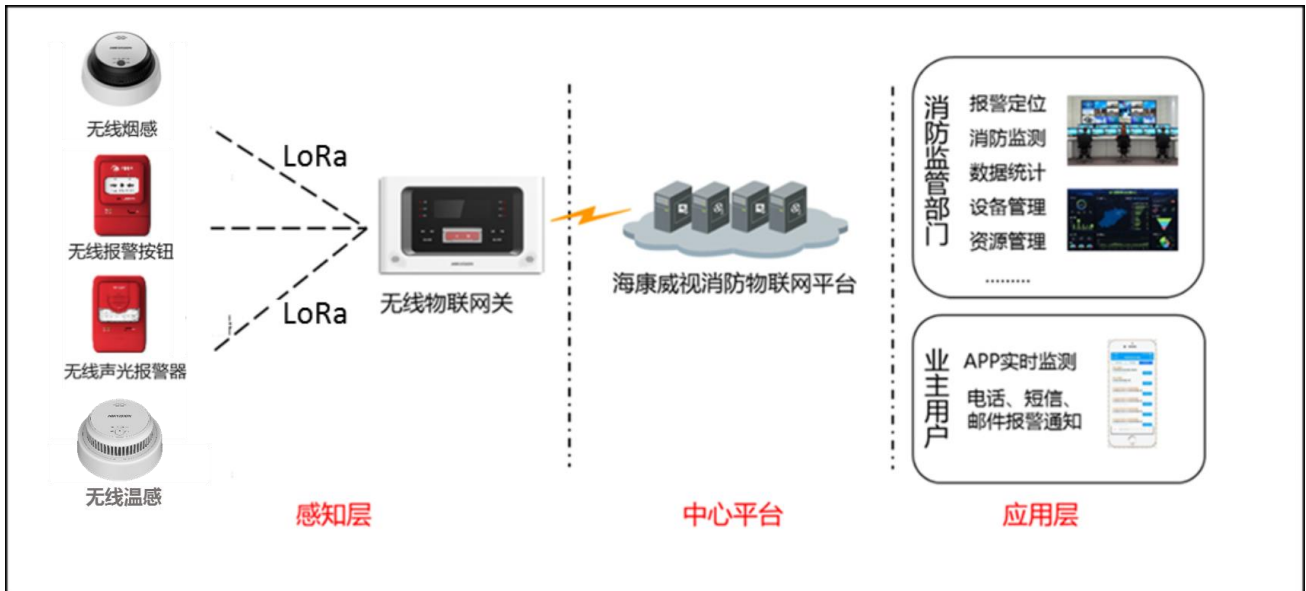 无线烟感
无线报警按钮
无线声光报警器
无线温感
LoRa
LoRa
无线物联网关
感知层
海康威视消防物联网平台
中心平台
消防监管部门
报警定位
消防监测
数据统计
设备管理
资源管理
………
业主用户
APP实时监测
电话、短信、
邮件报警通知
应用层